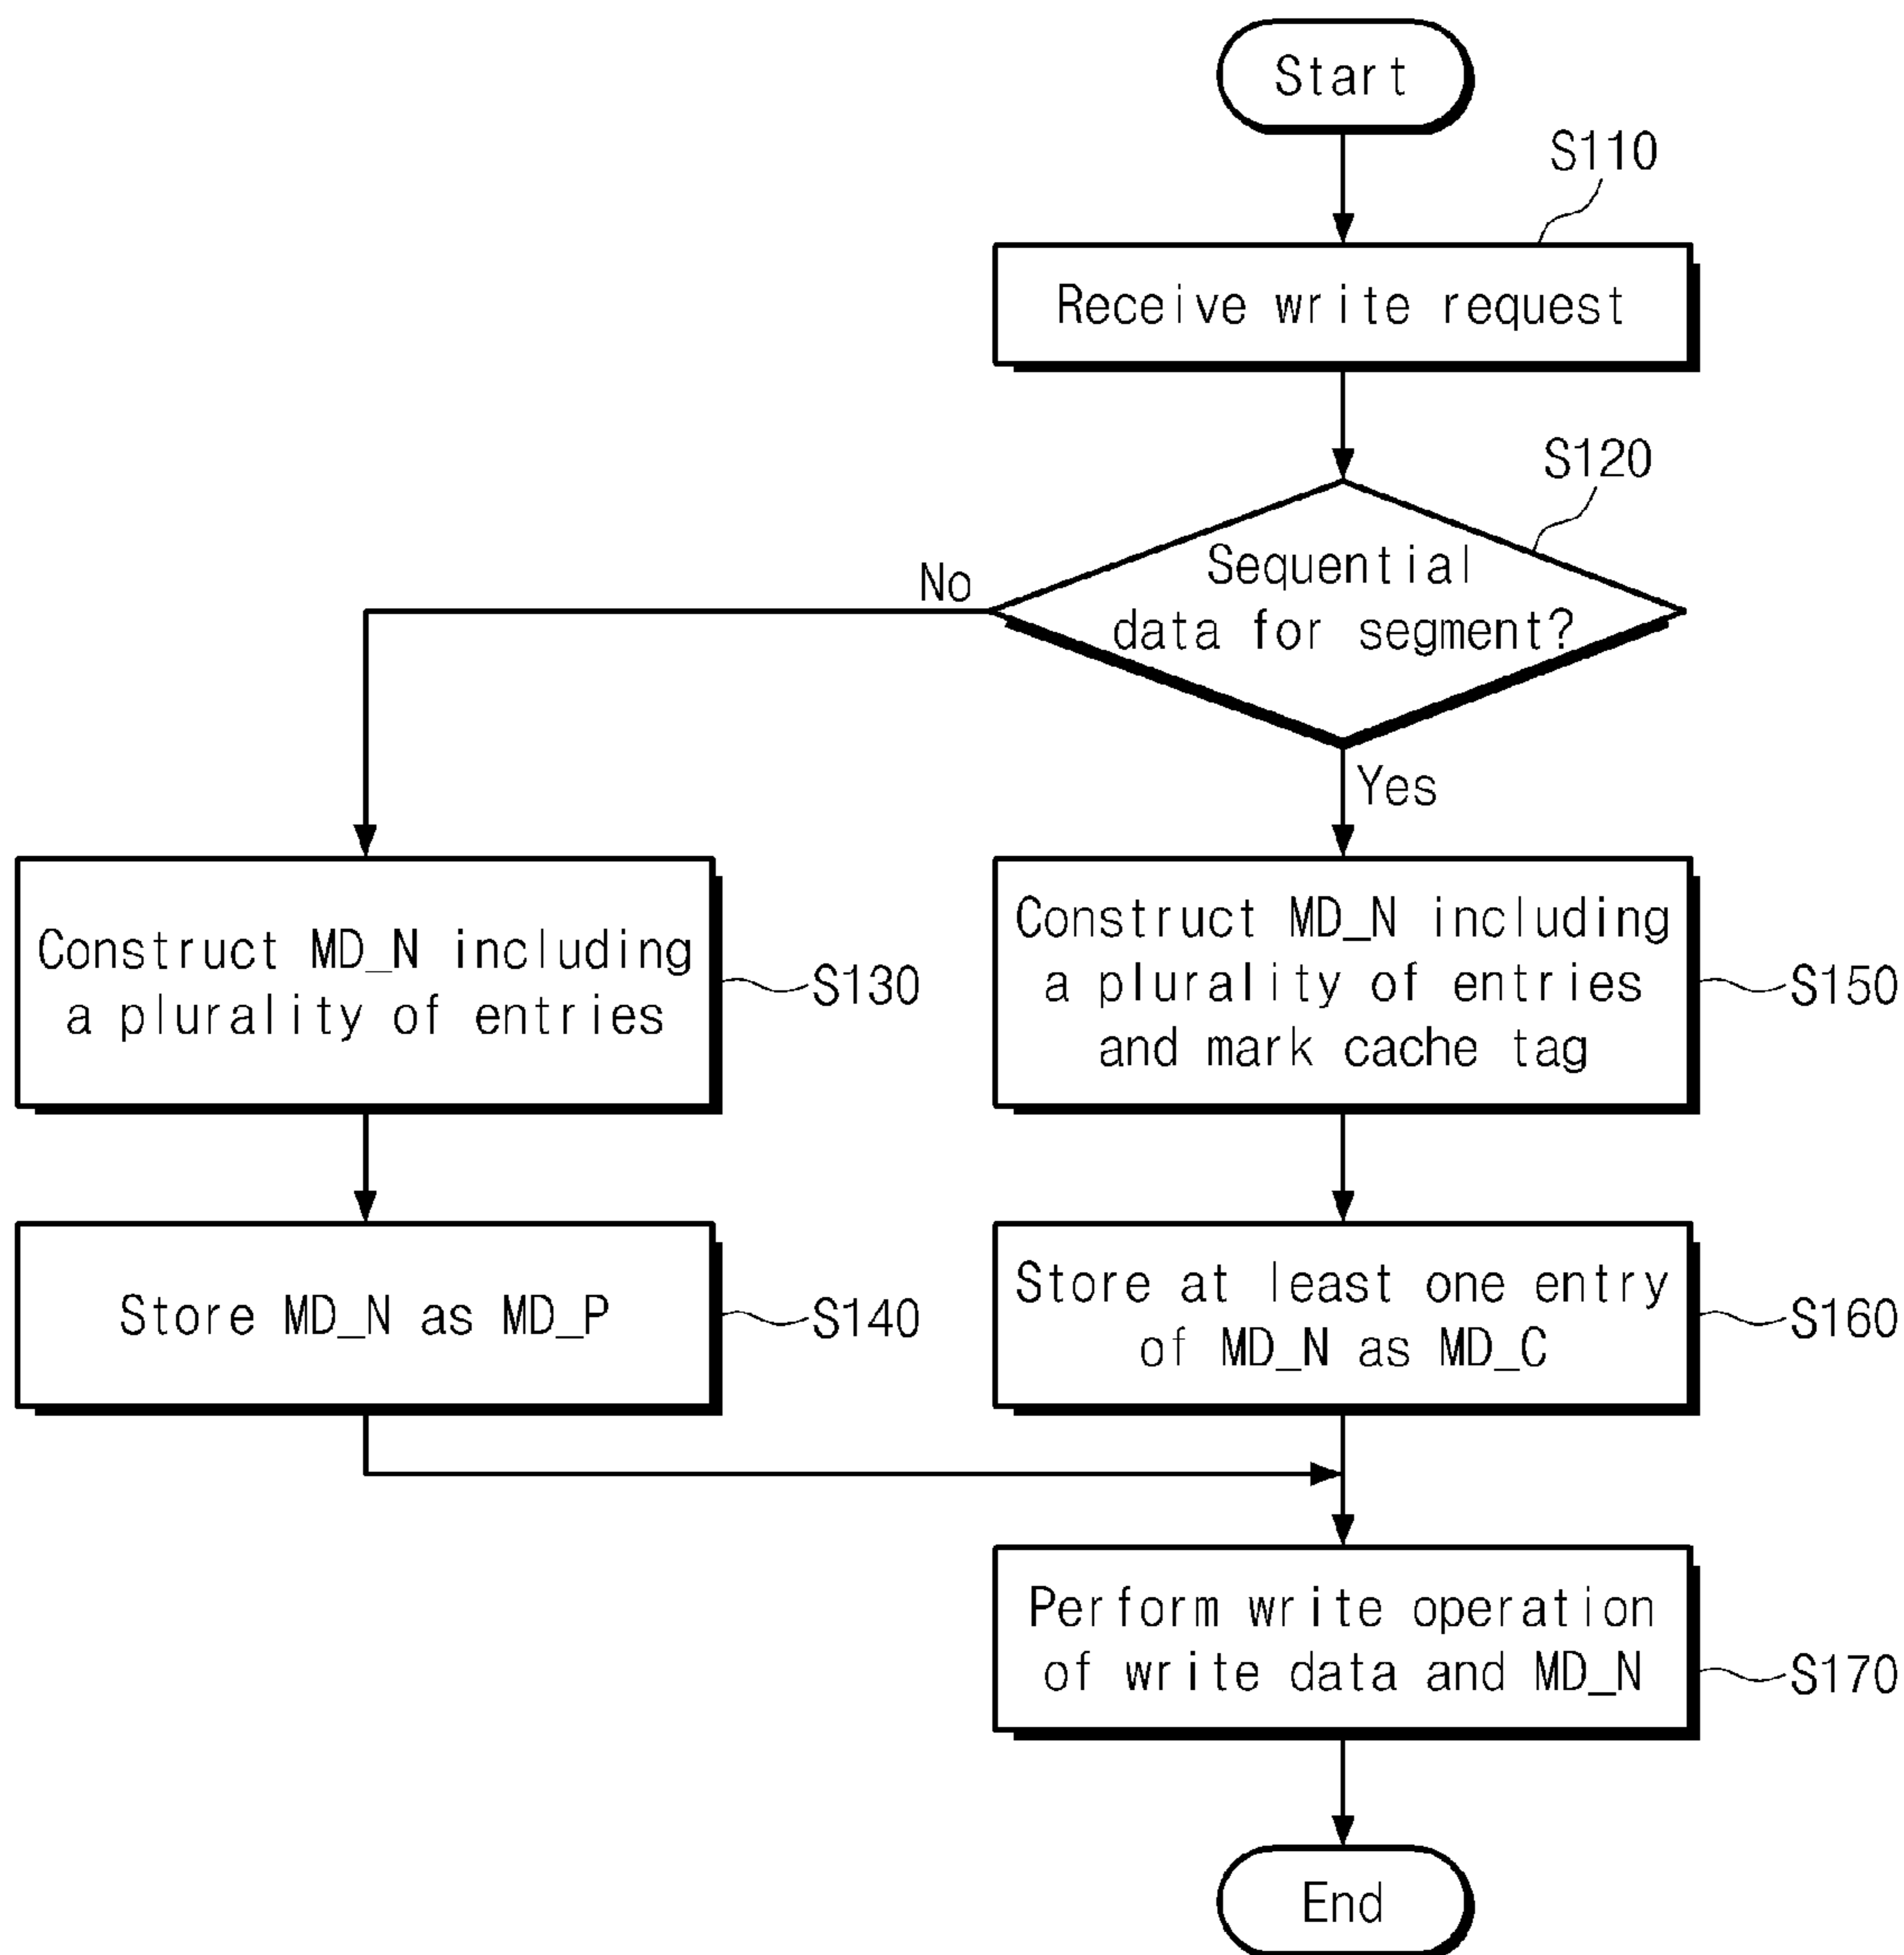 Start
S110
Receive write request
S120
Sequential
data for segment?
No
Yes
Construct MD_N including
a plurality of entries
S130
Construct MD_N including
a plurality of entries
and mark cache tag
S150
Store MD_N as MD_P
S140
Store at least one entry
of MD_N as MD_C
S160
Perform write operation
of write data and MD_N
S170
End